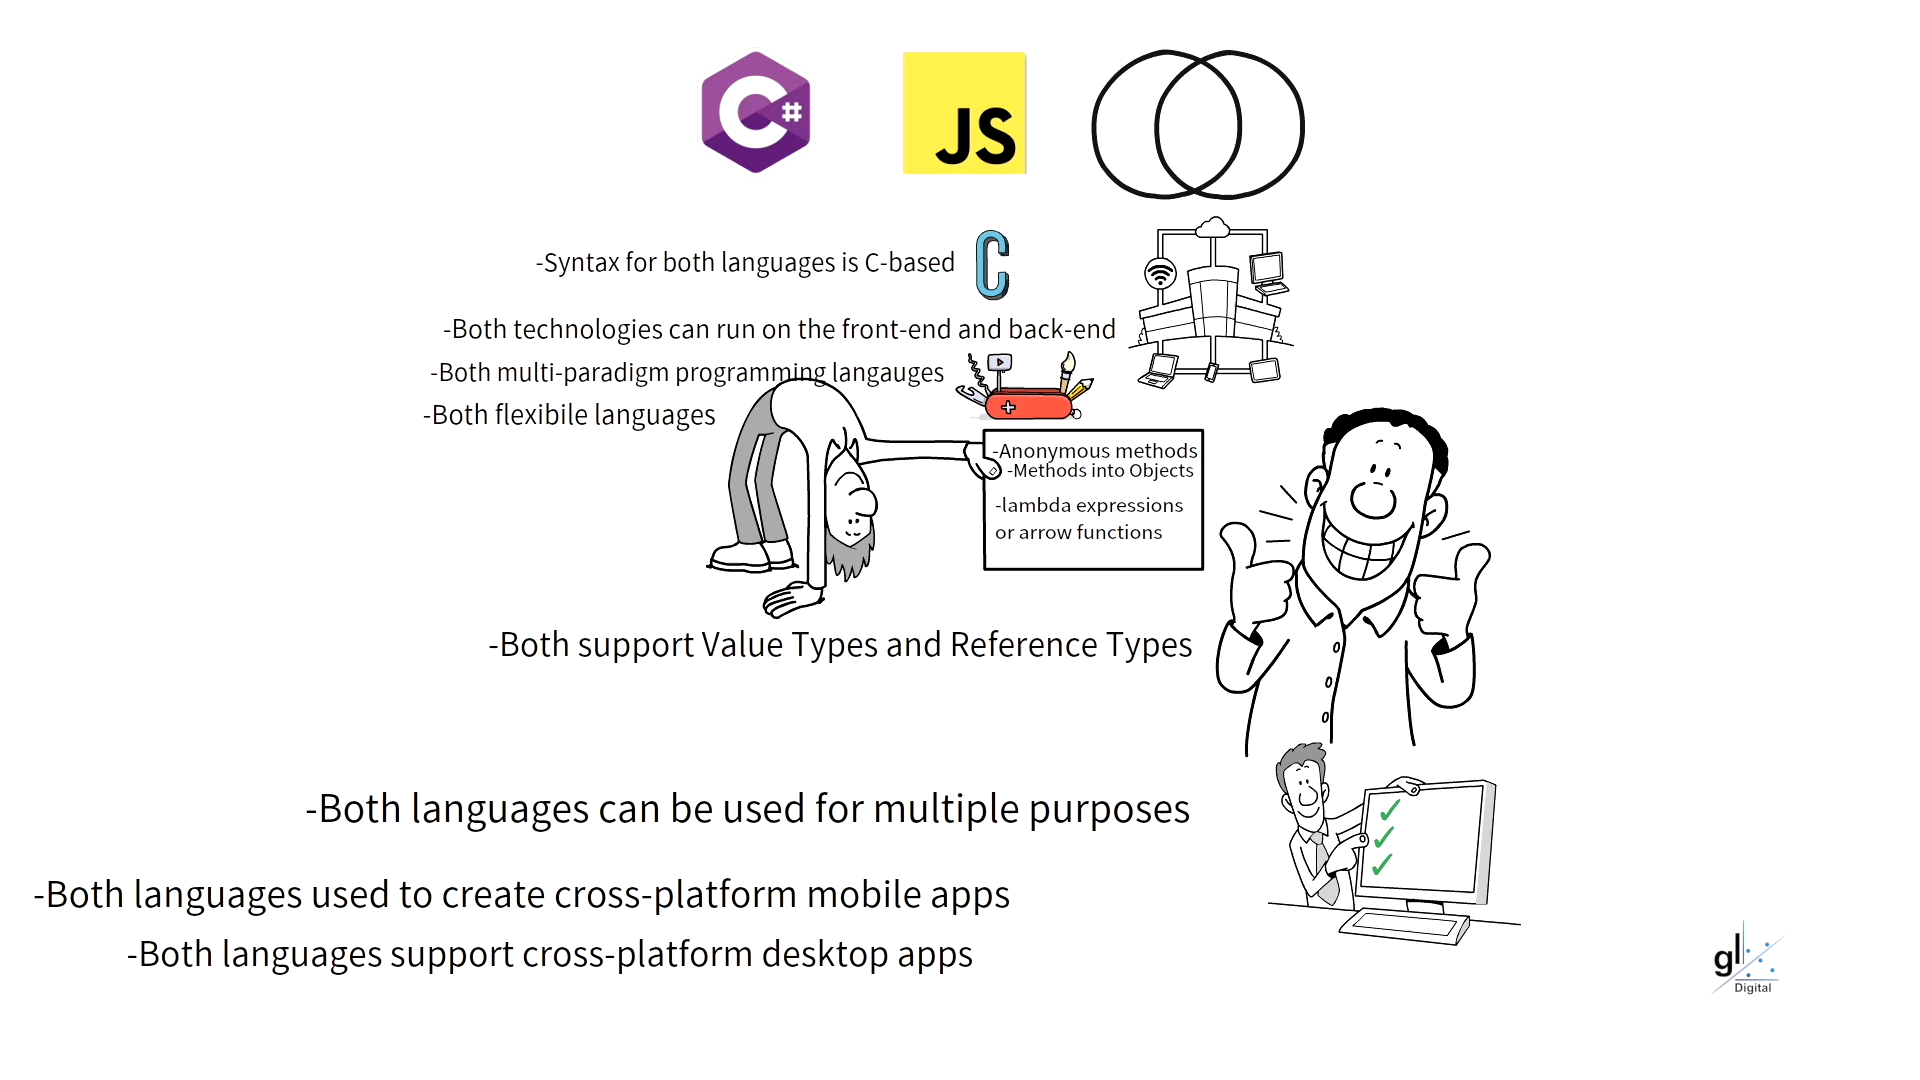 C#
JS
-Syntax for both languages is C-based
C
-Both technologies can run on the front-end and back-end
-Both multi-paradigm programming langauges
-Both flexibile languages
-Anonymous methods
-Methods into Objects
-lambda expressions
or arrow functions
-Both support Value Types and Reference Types
-Both languages can be used for multiple purposes
-Both languages used to create cross-platform mobile apps
-Both languages support cross-platform desktop apps
gl
Digital